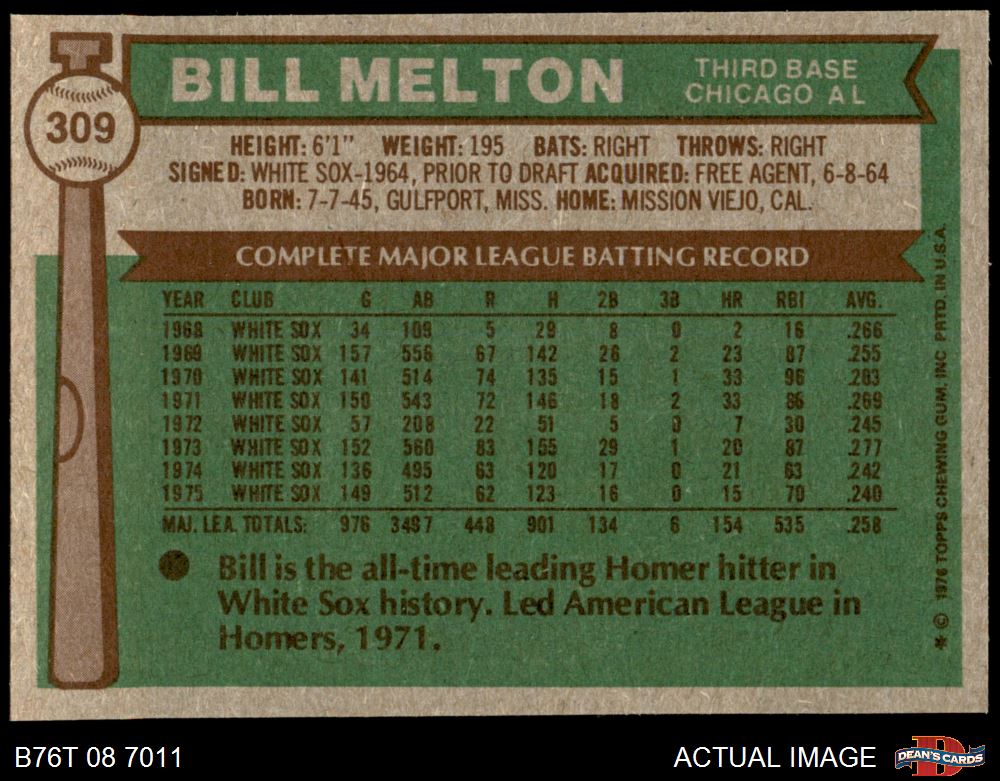 309
BILL MELTON
THIRD BASE
CHICAGO A L
HEIGHT: 6'1" WEIGHT: 195 BATS: RIGHT THROWS: RIGHT
SIGNED: WHITE SOX-1964, PRIOR TO DRAFT ACQUIRED: FREE AGENT, 6-8-64
BORN: 7-7-45, GULFPORT, MISS. HOME: MISSION VIEJO, CAL.
COMPLETE MAJOR LEAGUE BATTING RECORD
YEAR CLUB G AB R H 2B 3B HR RBI AVG.
1968 WHITE SOX 34 109 5 29 8 0 2 16 .266
1969 WHITE SOX 157 556 67 142 26 2 23 87 .255
1970 WHITE SOX 141 514 74 135 15 1 33 96 .263
1971 WHITE SOX 150 543 72 146 18 2 33 86 .269
1972 WHITE SOX 57 208 22 51 5 0 7 30 .245
1973 WHITE SOX 152 560 83 155 29 1 20 87 .277
1974 WHITE SOX 136 495 63 120 17 0 21 63 .242
1975 WHITE SOX 149 512 62 123 16 0 15 70 .240
MAJ. LEA. TOTALS: 976 3497 448 901 134 6 154 535 .258
Bill is the all-time leading Homer hitter in
White Sox history. Led American League in
Homers, 1971.
* © 1976 TOPPS CHEWING GUM, INC PRTD. IN U.S.A.
B76T 08 7011
ACTUAL IMAGE
D
DEAN'S CARDS